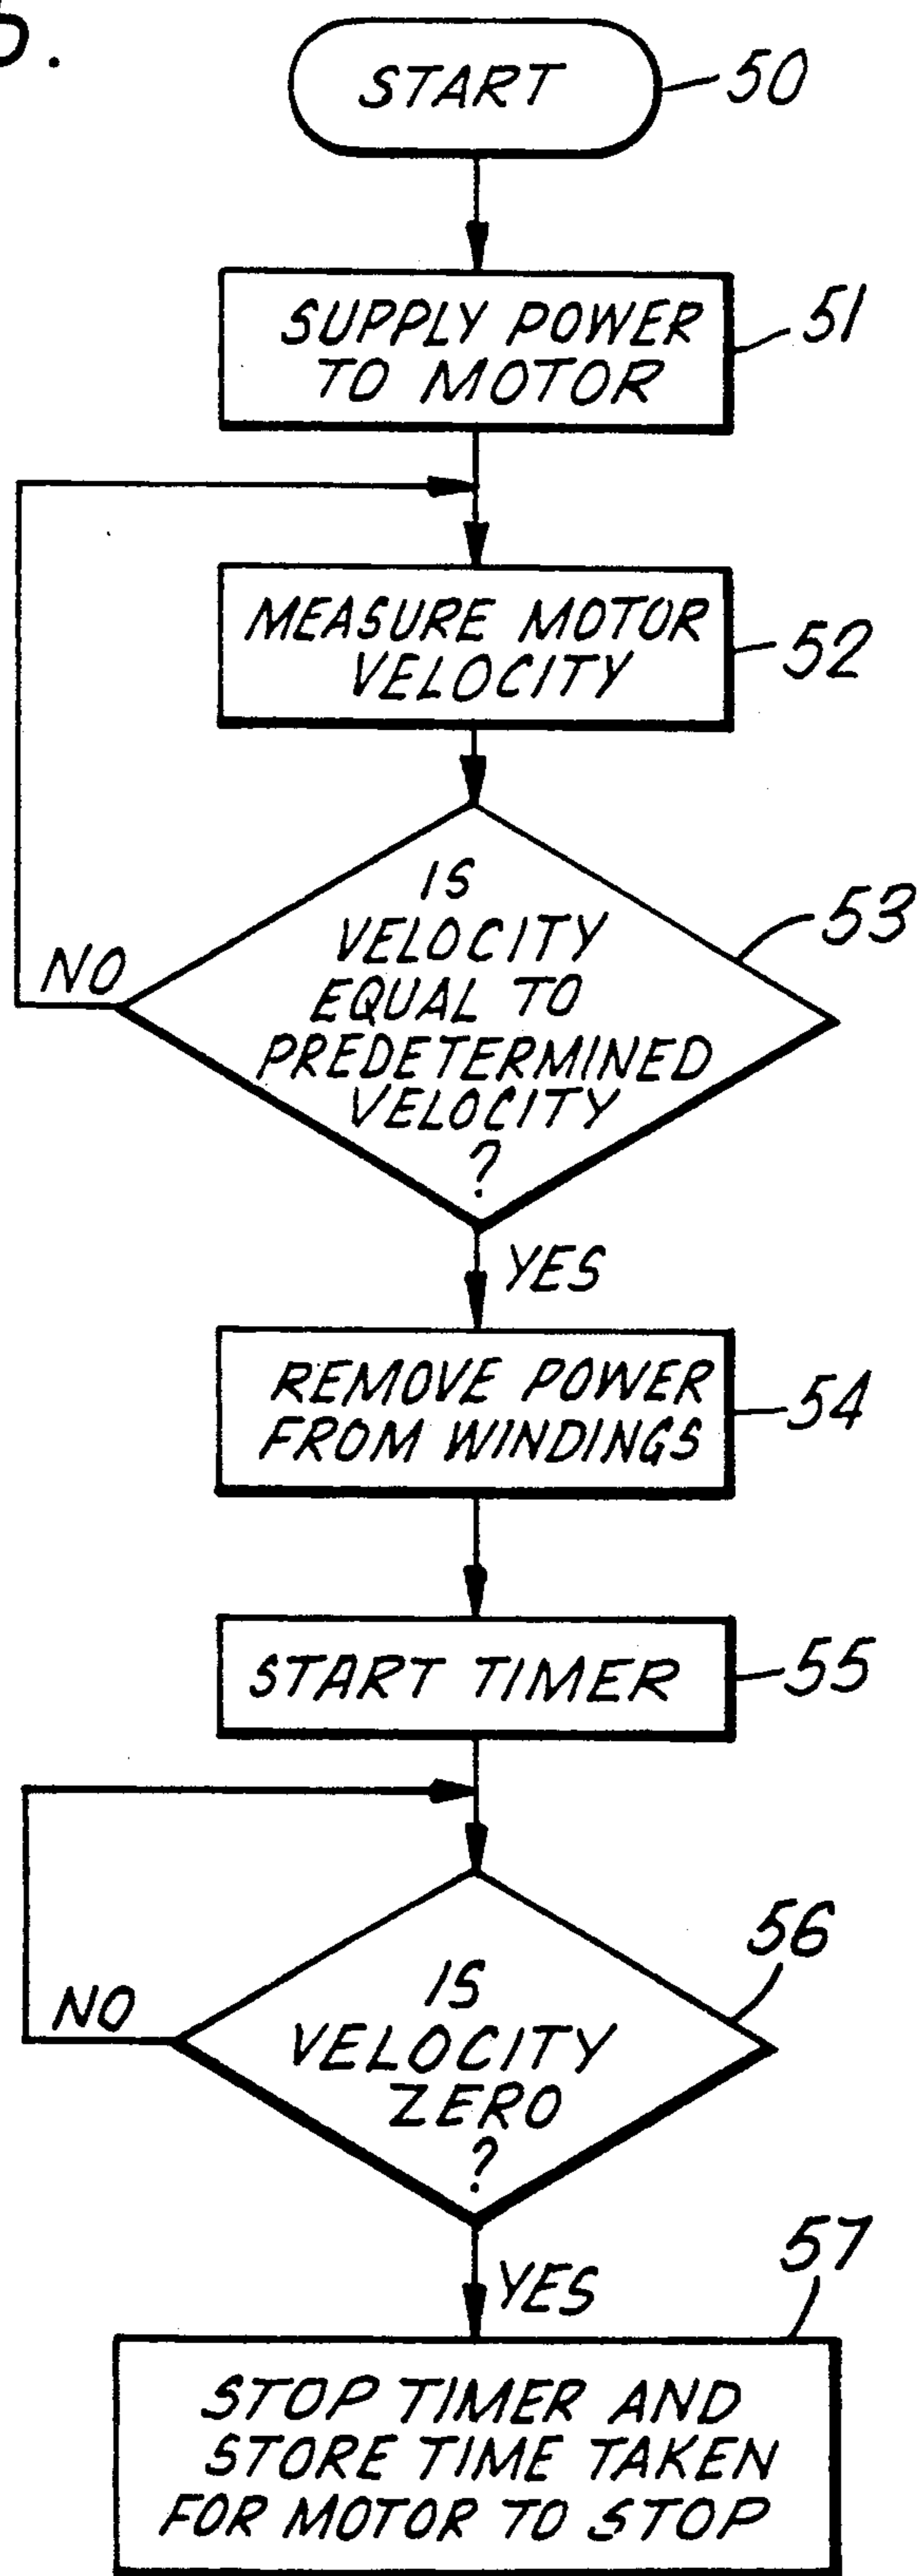 START
50
SUPPLY POWER
TO MOTOR
51
MEASURE MOTOR
VELOCITY
52
IS
VELOCITY
EQUAL TO
PREDETERMINED
VELOCITY
?
53
NO
YES
REMOVE POWER
FROM WINDINGS
54
START TIMER
55
IS
VELOCITY
ZERO
?
56
NO
YES
57
STOP TIMER AND
STORE TIME TAKEN
FOR MOTOR TO STOP